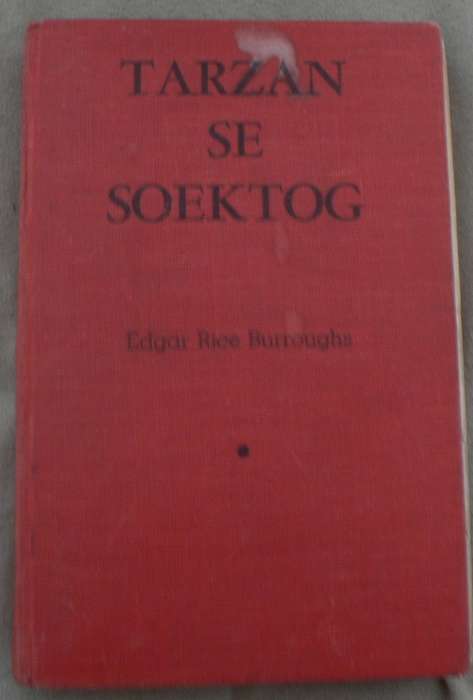 TARZAN
SE
SOEKTOG
Edgar Rice Burroughs